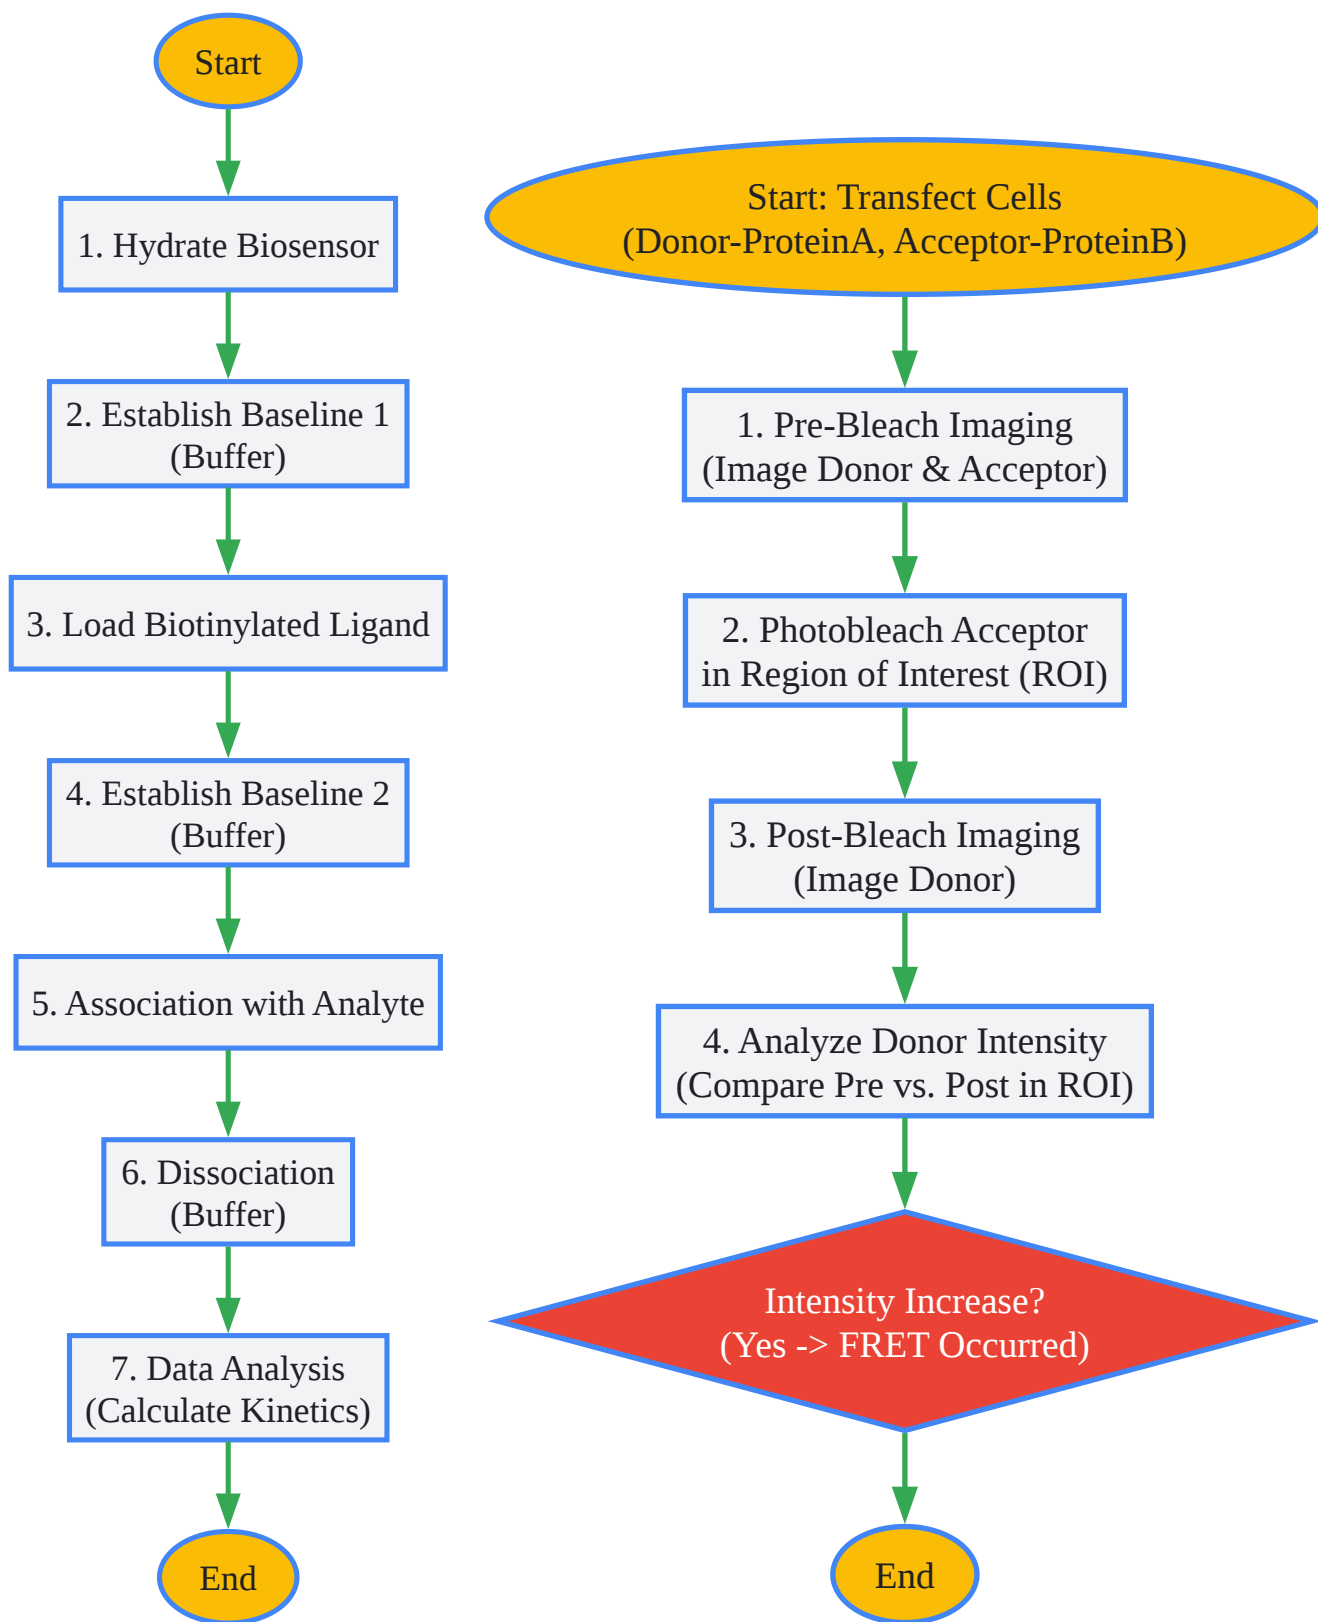 Start
1. Hydrate Biosensor
2. Establish Baseline 1
(Buffer)
3. Load Biotinylated Ligand
4. Establish Baseline 2
(Buffer)
5. Association with Analyte
6. Dissociation
(Buffer)
7. Data Analysis
(Calculate Kinetics)
End
Start: Transfect Cells
(Donor-ProteinA, Acceptor-ProteinB)
1. Pre-Bleach Imaging
(Image Donor & Acceptor)
2. Photobleach Acceptor
in Region of Interest (ROI)
3. Post-Bleach Imaging
(Image Donor)
4. Analyze Donor Intensity
(Compare Pre vs. Post in ROI)
Intensity Increase?
(Yes -> FRET Occurred)
End